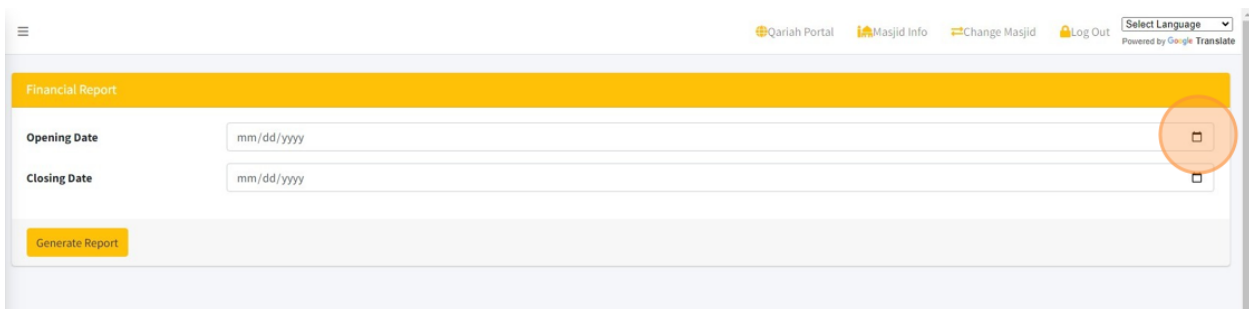 Qariah Portal Masjid Info Change Masjid Log Out Select Language
Powered by Google Translate
Financial Report
Opening Date mm/dd/yyyy
Closing Date mm/dd/yyyy
Generate Report